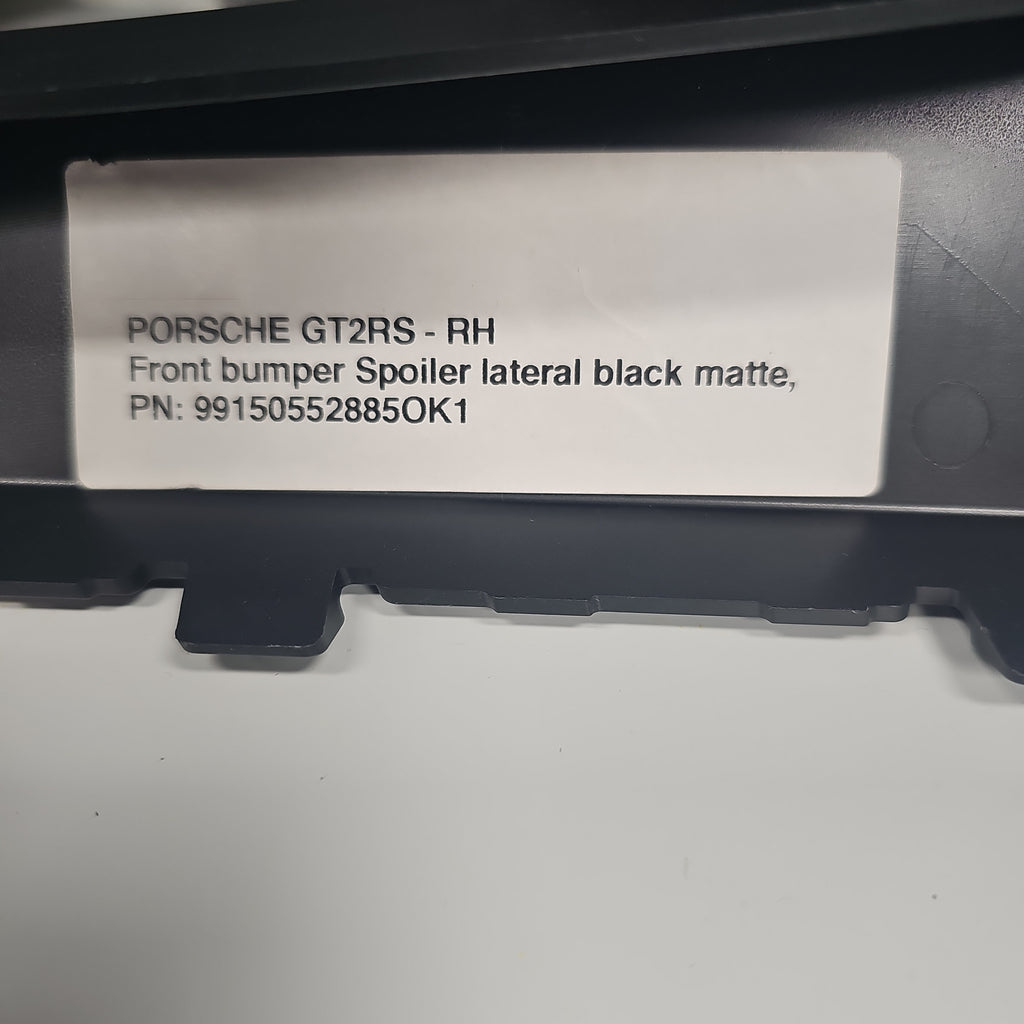 PORSCHE GT2RS - RH
Front bumper Spoiler lateral black matte,
PN: 99150552885OK1